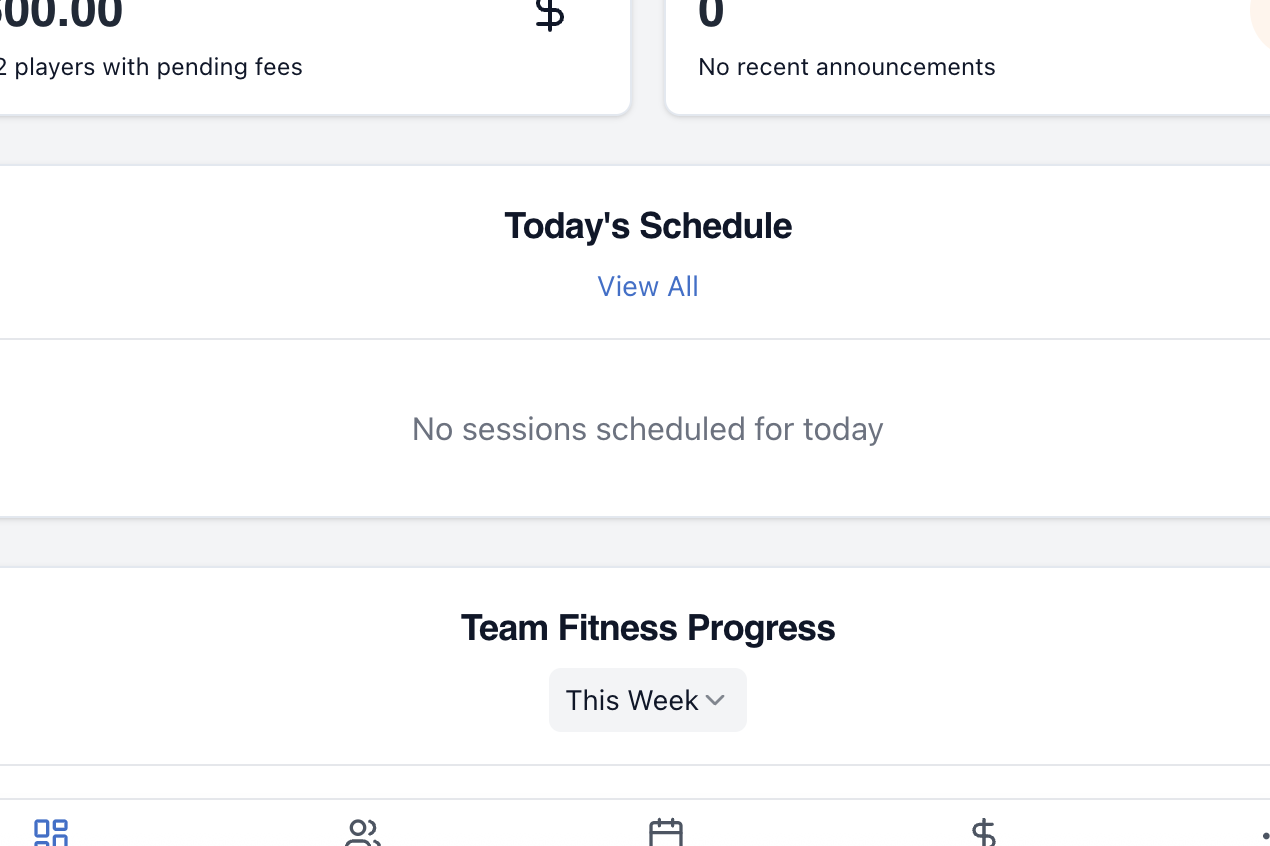 00.00
$
0
2 players with pending fees
No recent announcements
Today's Schedule
View All
No sessions scheduled for today
Team Fitness Progress
This Week
$